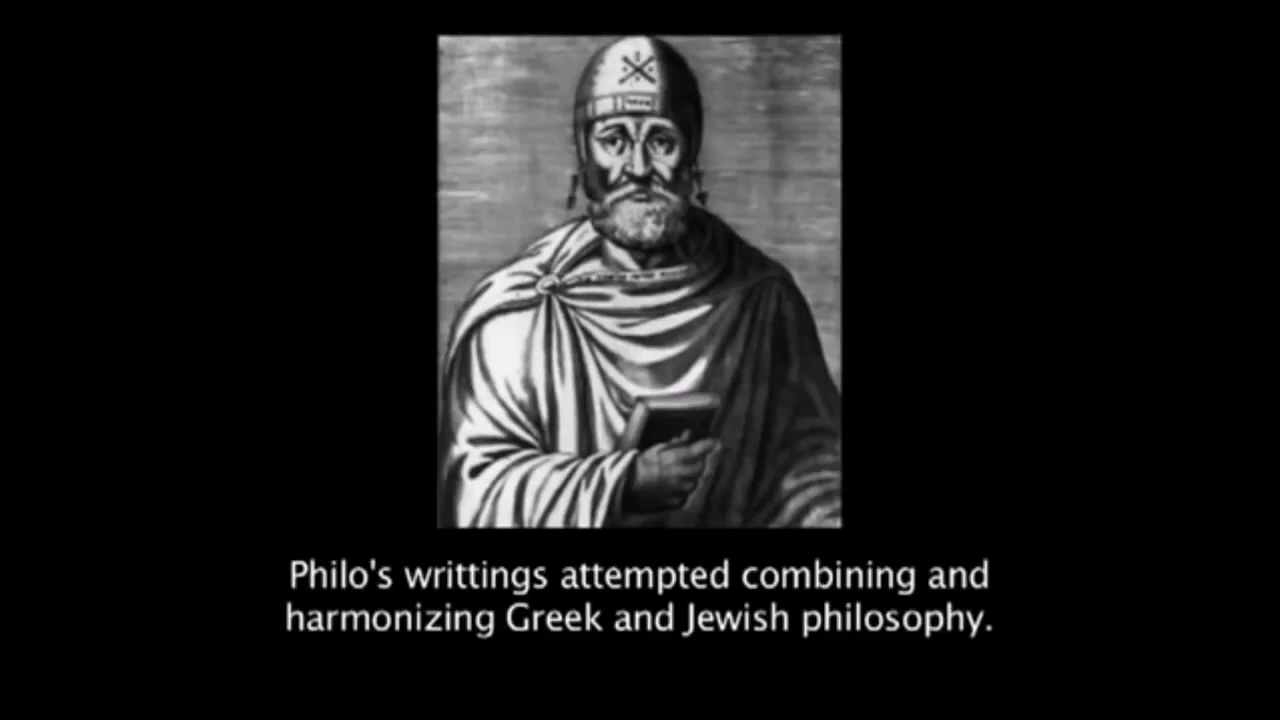 Philo's writtings attempted combining and
harmonizing Greek and Jewish philosophy.